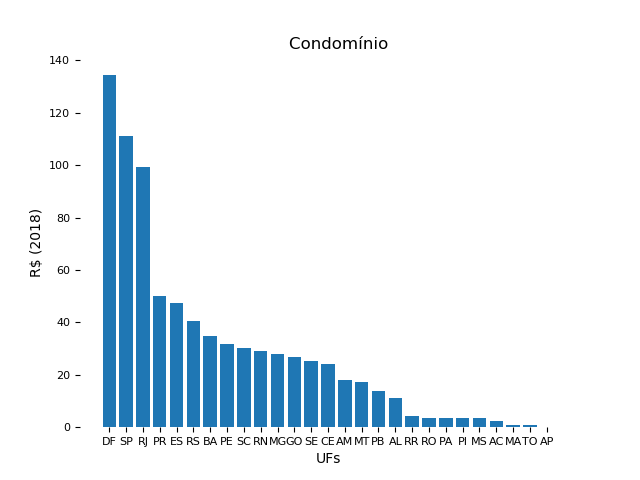 Condomínio
R$ (2018)
140
120
100
80
60
40
20
0
DF SP RJ PR ES RS BA PE SC RN MG GO SE CE AM MT PB AL RR RO PA PI MS AC MA TO AP
UFs